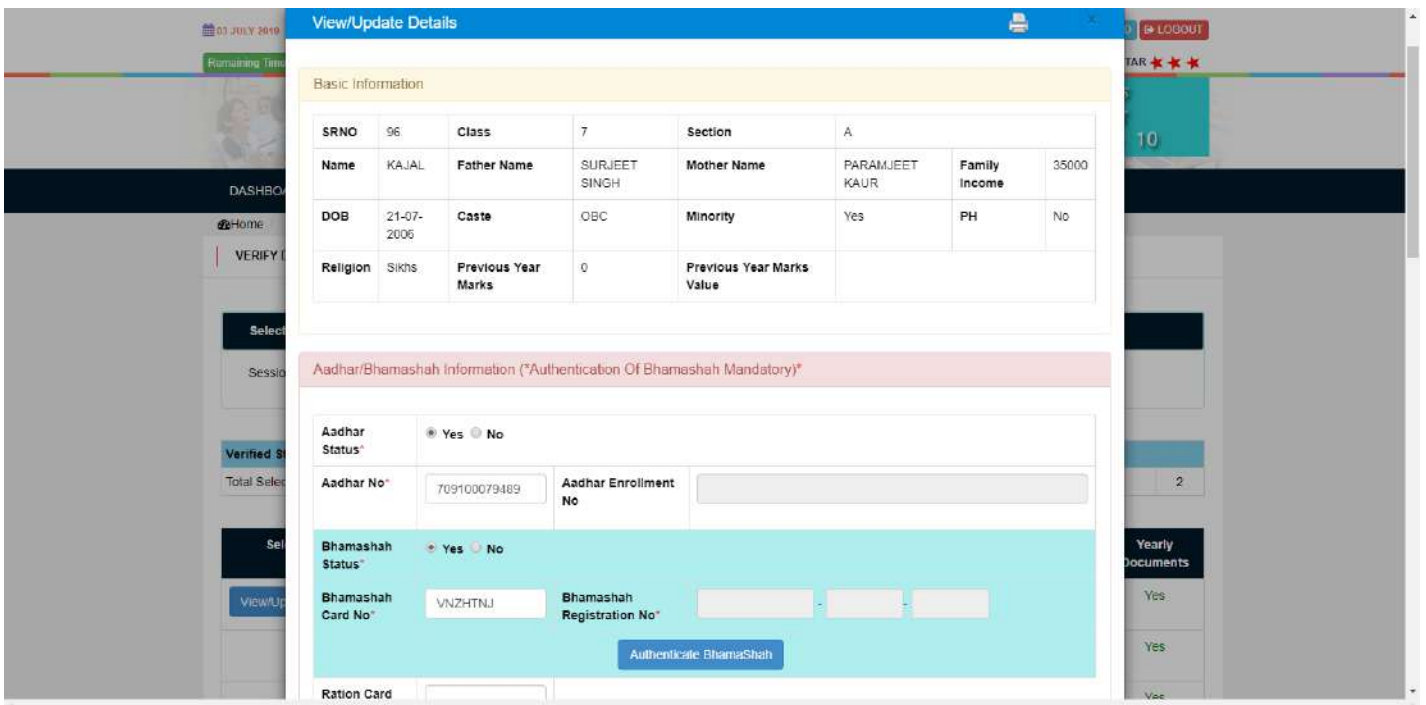 View/Update Details
03 JULY 2019
LOGOUT
Remaining Time
TAR
Basic Information
SRNO 96 Class 7 Section A
10
Name KAJAL Father Name SURJEET SINGH Mother Name PARAMJEET KAUR Family Income 35000
DASHBOA
DOB 21-07-2006 Caste OBC Minority Yes PH No
Home
VERIFY D
Religion Sikhs Previous Year Marks 0 Previous Year Marks Value
Select
Aadhar/Bhamashah Information (*Authentication Of Bhamashah Mandatory)*
Sessio
Aadhar Status* Yes No
Verified St
Total Selec
2
Aadhar No* 709100079489 Aadhar Enrollment No
Sel
Bhamashah Status* Yes No
Yearly Documents
View/Up
Bhamashah Card No* VNZHTNJ Bhamashah Registration No* - -
Yes
Authenticate BhamaShah
Yes
Ration Card
Yes